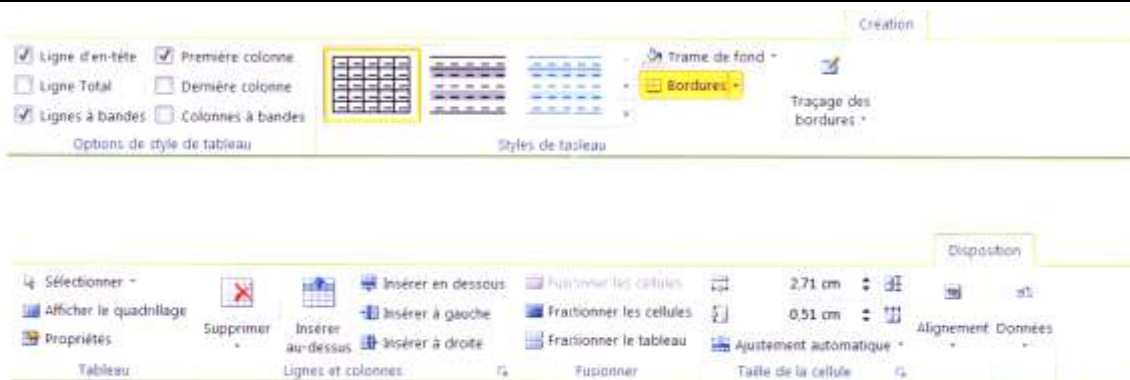 Création
Ligne d'en-tête Première colonne
Ligne Total Dernière colonne
Lignes à bandes Colonnes à bandes
Options de style de tableau
Trame de fond
Bordures
Styles de tableau
Traçage des
bordures
Disposition
Sélectionner
Afficher le quadrillage
Propriétés
Tableau
Supprimer
Insérer
au-dessus
Insérer en dessous
Insérer à gauche
Insérer à droite
Lignes et colonnes
Fusionner les cellules
Fractionner les cellules
Fractionner le tableau
Fusionner
2,71 cm
0,51 cm
Ajustement automatique
Taille de la cellule
Alignement Données